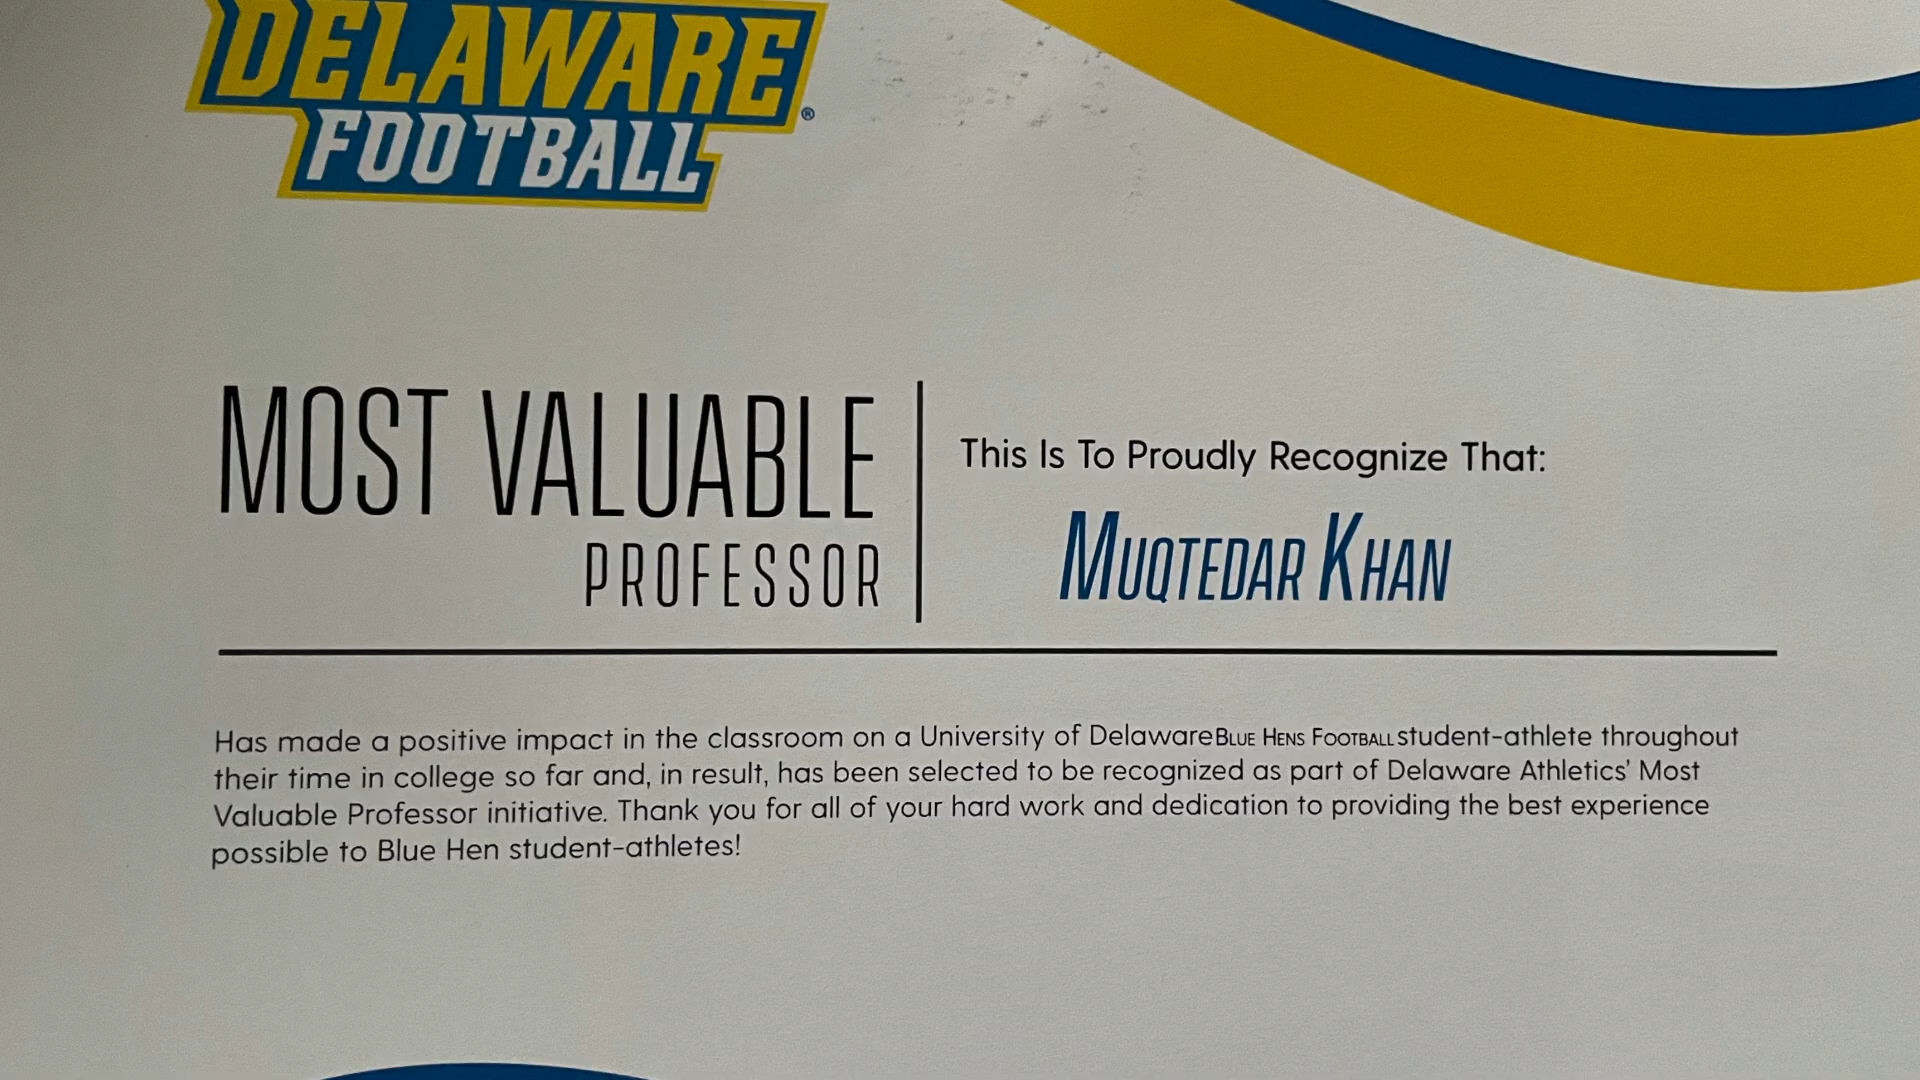 DELAWARE
FOOTBALL®
MOST VALUABLE
PROFESSOR
This Is To Proudly Recognize That:
MUQTEDAR KHAN
Has made a positive impact in the classroom on a University of Delaware BLUE HENS FOOTBALL student-athlete throughout
their time in college so far and, in result, has been selected to be recognized as part of Delaware Athletics' Most
Valuable Professor initiative. Thank you for all of your hard work and dedication to providing the best experience
possible to Blue Hen student-athletes!